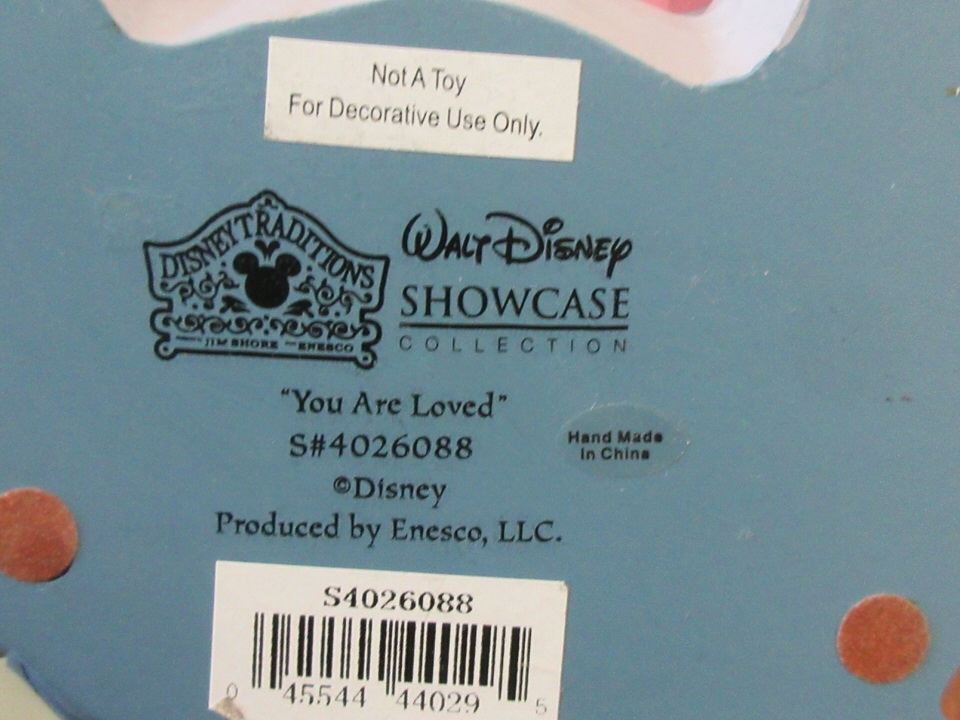 Not A Toy
For Decorative Use Only.
DISNEY TRADITIONS
JIM SHORE ENESCO
WALT DISNEY
SHOWCASE
COLLECTION
“You Are Loved”
S#4026088
Hand Made
In China
©Disney
Produced by Enesco, LLC.
S4026088
0 45544 44029 5